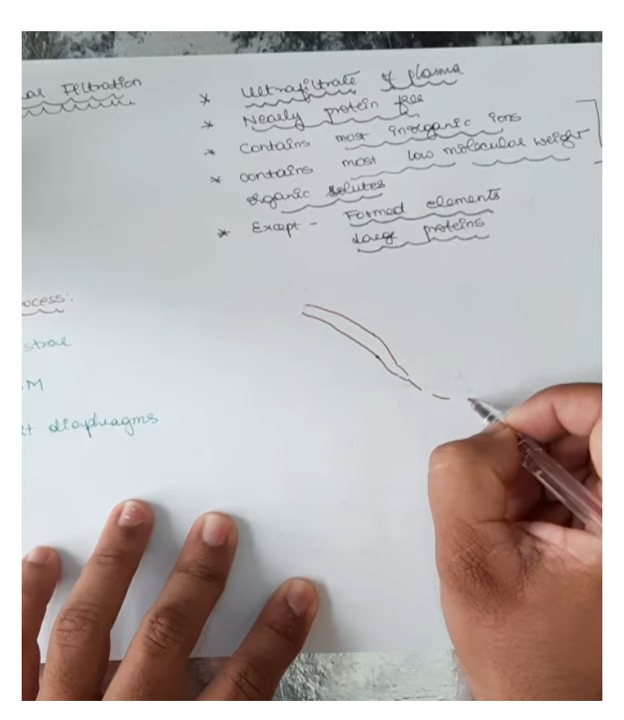 ar Filtration
* Ultrafiltrate of plasma
* Nearly protein free
* Contains most inorganic ions
* contains most low molecular weight
organic solutes
* Except - Formed elements
Large proteins
ocess:
strae
M
t diaphragms